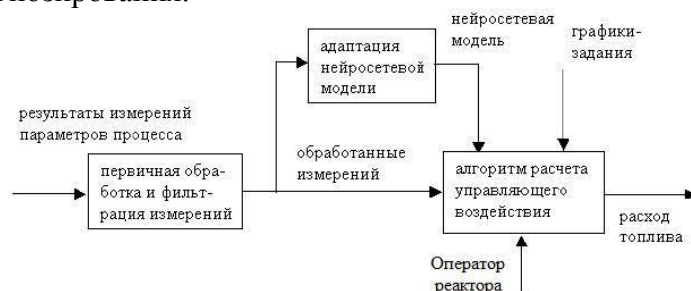 нейросетевая
модель
графики-
задания
адаптация
нейросетевой
модели
результаты измерений
параметров процесса
первичная обра-
ботка и фильт-
рация измерений
обработанные
измерений
алгоритм расчета
управляющего
воздействия
расход
топлива
Оператор
реактора